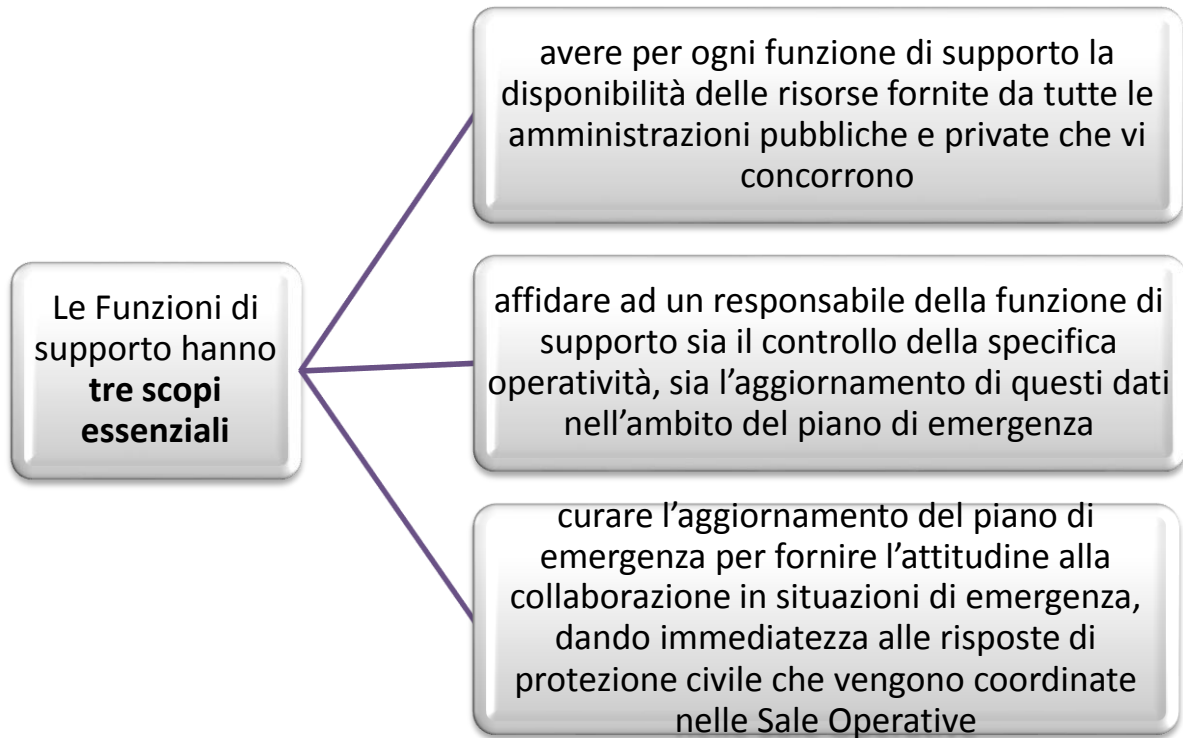 Le Funzioni di
supporto hanno
tre scopi
essenziali
avere per ogni funzione di supporto la
disponibilità delle risorse fornite da tutte le
amministrazioni pubbliche e private che vi
concorrono
affidare ad un responsabile della funzione di
supporto sia il controllo della specifica
operatività, sia l’aggiornamento di questi dati
nell’ambito del piano di emergenza
curare l’aggiornamento del piano di
emergenza per fornire l’attitudine alla
collaborazione in situazioni di emergenza,
dando immediatezza alle risposte di
protezione civile che vengono coordinate
nelle Sale Operative